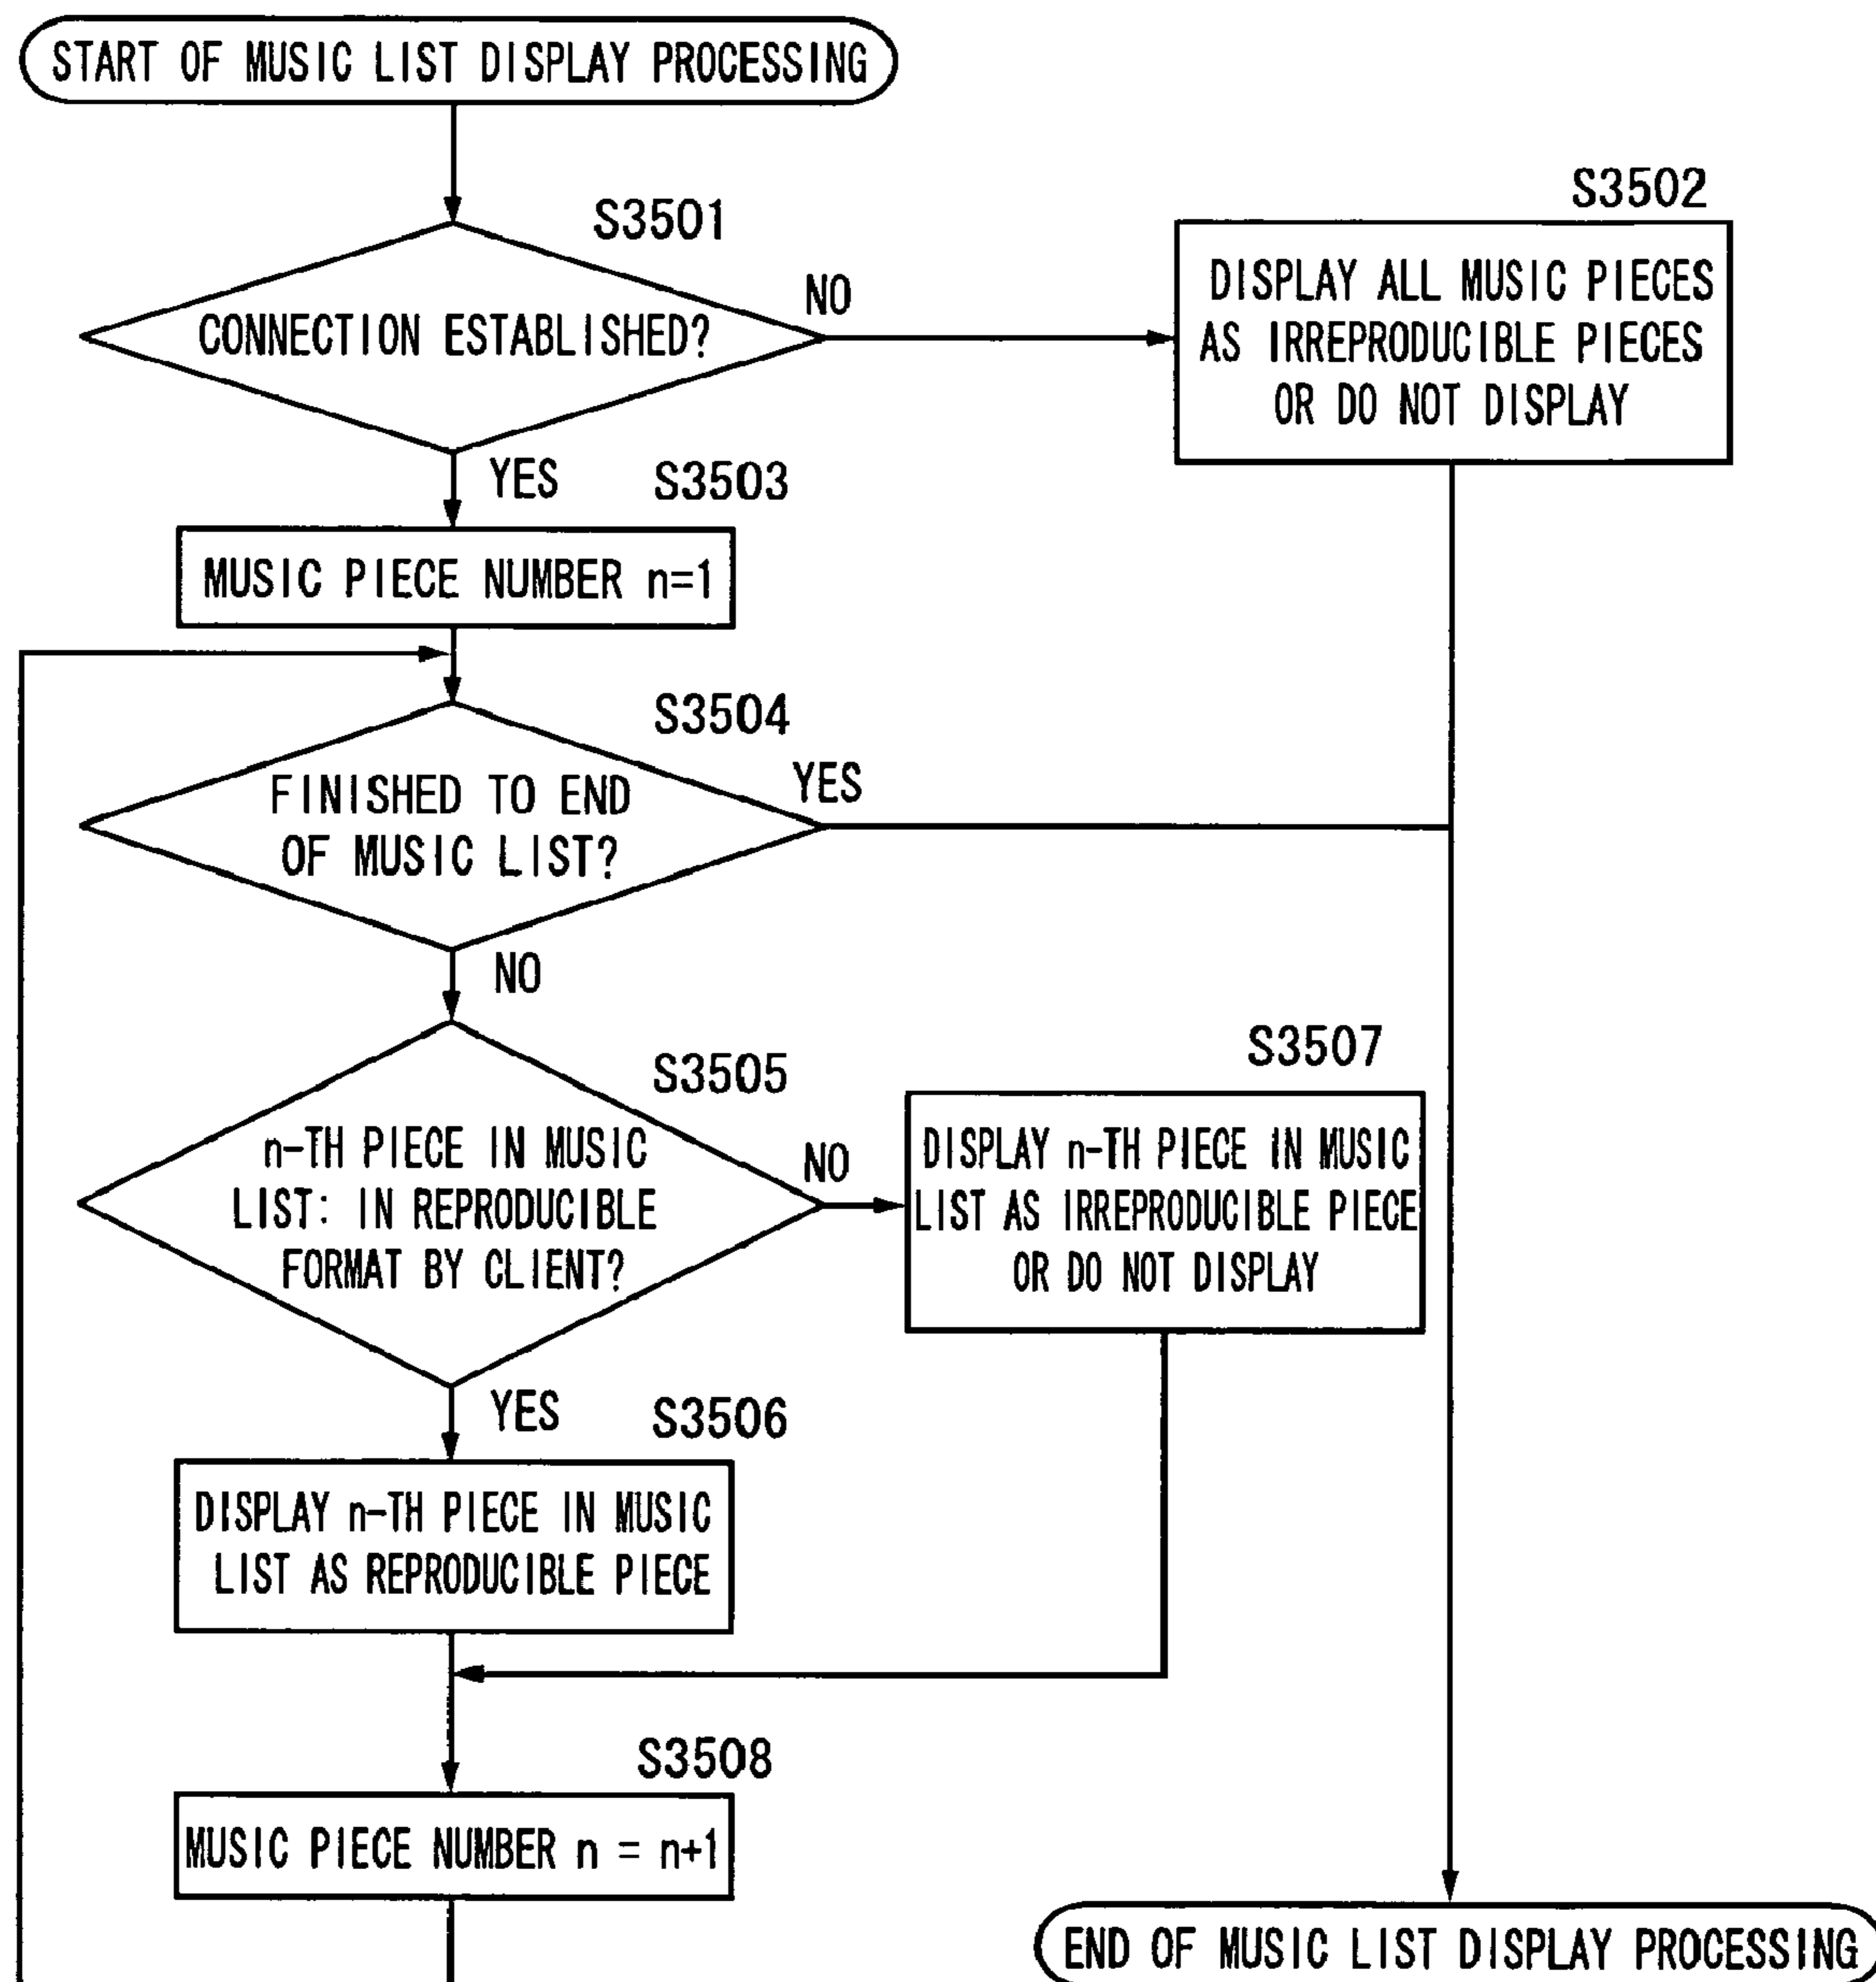 START OF MUSIC LIST DISPLAY PROCESSING
S3501
CONNECTION ESTABLISHED?
NO
S3502
DISPLAY ALL MUSIC PIECES
AS IRREPRODUCIBLE PIECES
OR DO NOT DISPLAY
YES
S3503
MUSIC PIECE NUMBER n=1
S3504
FINISHED TO END
OF MUSIC LIST?
YES
NO
S3505
n-TH PIECE IN MUSIC
LIST: IN REPRODUCIBLE
FORMAT BY CLIENT?
NO
S3507
DISPLAY n-TH PIECE IN MUSIC
LIST AS IRREPRODUCIBLE PIECE
OR DO NOT DISPLAY
YES
S3506
DISPLAY n-TH PIECE IN MUSIC
LIST AS REPRODUCIBLE PIECE
S3508
MUSIC PIECE NUMBER n = n+1
END OF MUSIC LIST DISPLAY PROCESSING